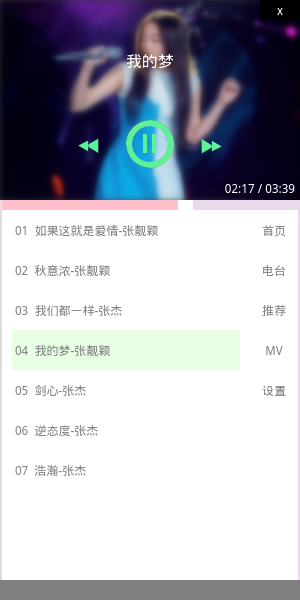 x
我的梦
02:17 / 03:39
01 如果这就是爱情-张靓颖 首页
02 秋意浓-张靓颖 电台
03 我们都一样-张杰 推荐
04 我的梦-张靓颖 MV
05 剑心-张杰 设置
06 逆态度-张杰
07 浩瀚-张杰